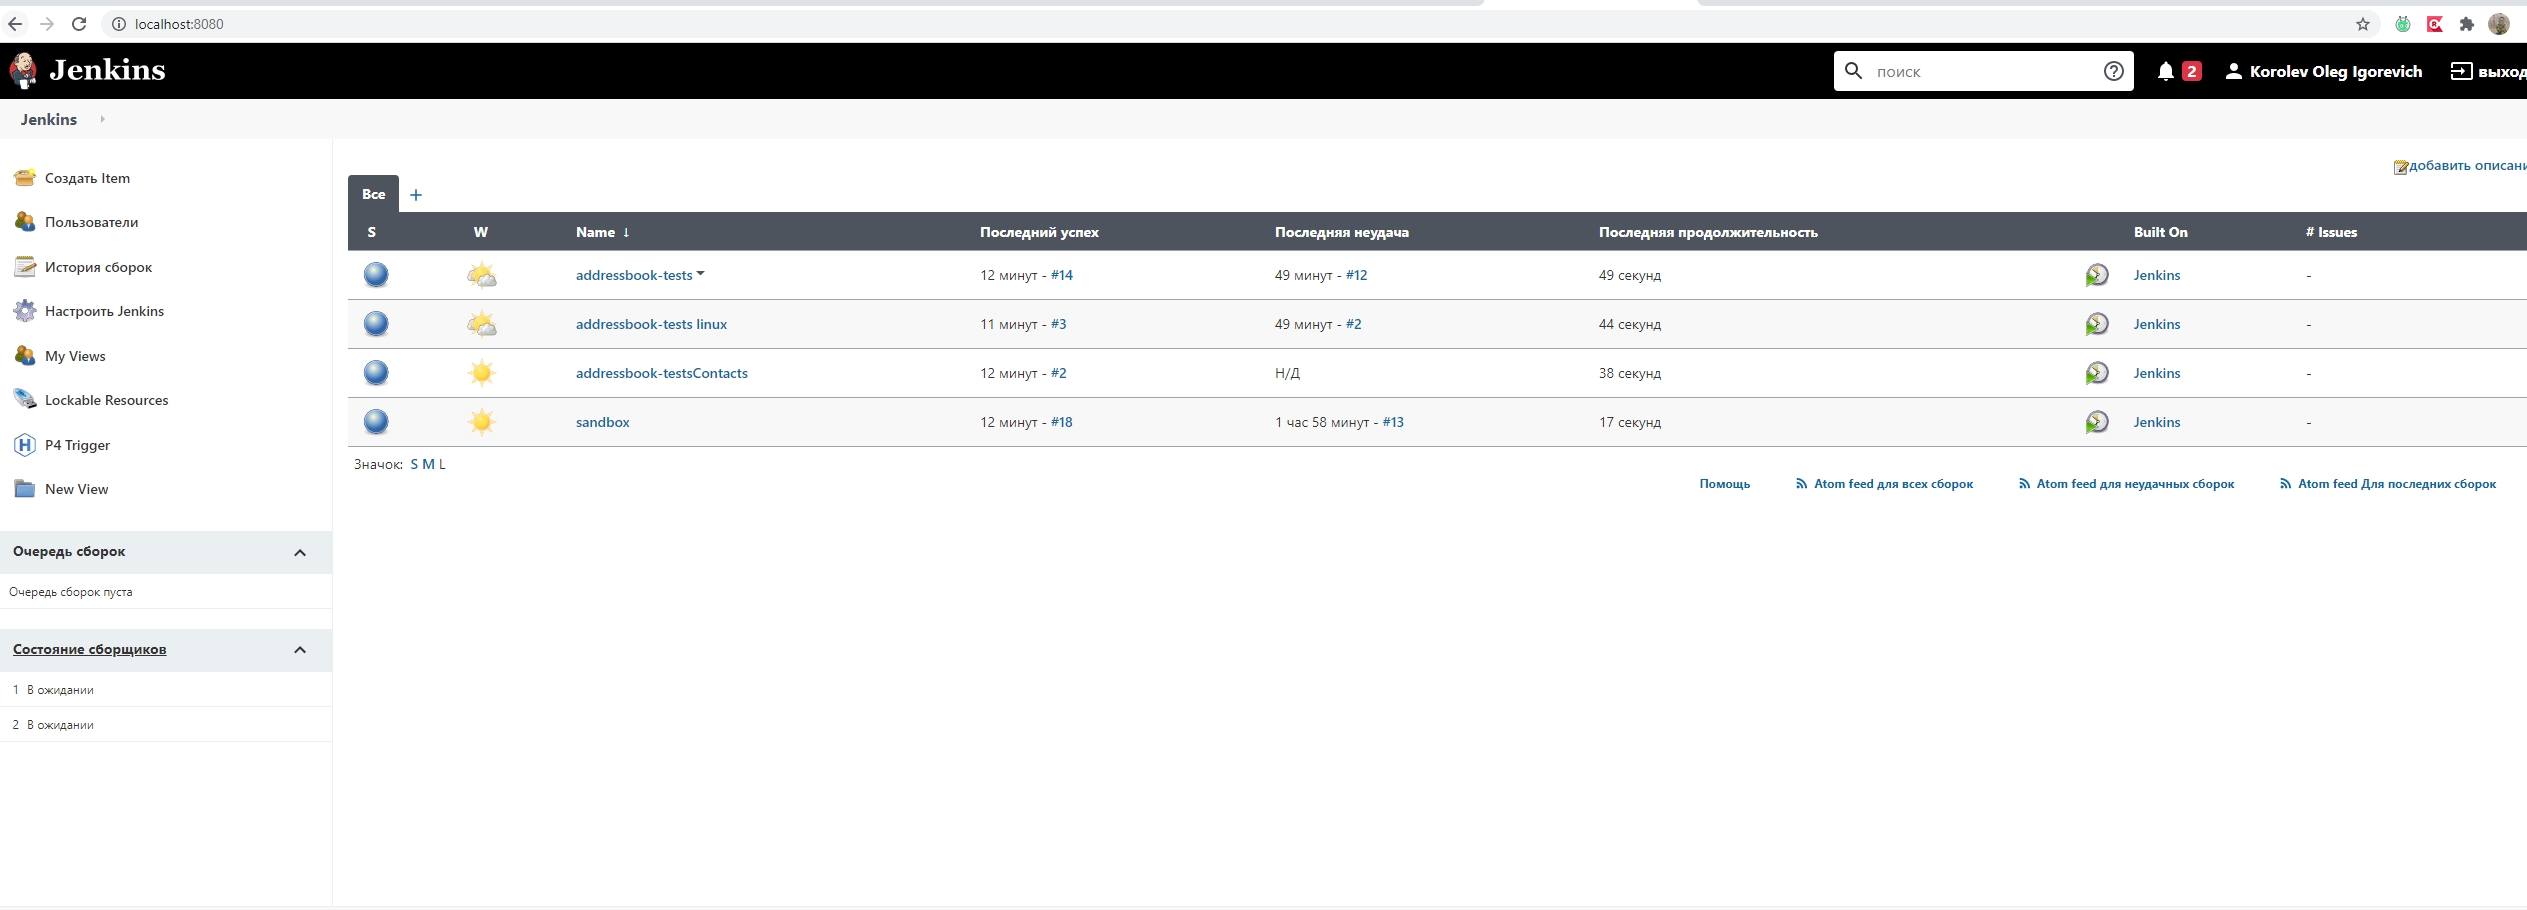 localhost:8080
Jenkins
поиск
2
Korolev Oleg Igorevich
выход
Jenkins
Создать Item
Пользователи
История сборок
Настроить Jenkins
My Views
Lockable Resources
P4 Trigger
New View
Очередь сборок
Очередь сборок пуста
Состояние сборщиков
1 В ожидании
2 В ожидании
добавить описани
Все +
S W Name ↓ Последний успех Последняя неудача Последняя продолжительность Built On # Issues
addressbook-tests 12 минут - #14 49 минут - #12 49 секунд Jenkins -
addressbook-tests linux 11 минут - #3 49 минут - #2 44 секунд Jenkins -
addressbook-testsContacts 12 минут - #2 Н/Д 38 секунд Jenkins -
sandbox 12 минут - #18 1 час 58 минут - #13 17 секунд Jenkins -
Значок: S M L
Помощь Atom feed для всех сборок Atom feed для неудачных сборок Atom feed Для последних сборок